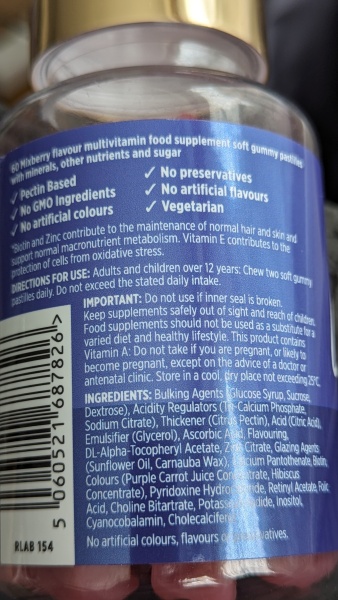 60 Mixberry flavour multivitamin food supplement soft gummy pastilles
with minerals, other nutrients and sugar
✓ Pectin Based
✓ No GMO Ingredients
✓ No artificial colours
✓ No preservatives
✓ No artificial flavours
✓ Vegetarian
*Biotin and Zinc contribute to the maintenance of normal hair and skin and
support normal macronutrient metabolism. Vitamin E contributes to the
protection of cells from oxidative stress.
DIRECTIONS FOR USE: Adults and children over 12 years: Chew two soft gummy
pastilles daily. Do not exceed the stated daily intake.
IMPORTANT: Do not use if inner seal is broken.
Keep supplements safely out of sight and reach of children.
Food supplements should not be used as a substitute for a
varied diet and healthy lifestyle. This product contains
Vitamin A: Do not take if you are pregnant, or likely to
become pregnant, except on the advice of a doctor or
antenatal clinic. Store in a cool, dry place not exceeding 25°C.
INGREDIENTS: Bulking Agents (Glucose Syrup, Sucrose,
Dextrose), Acidity Regulators (Tri-Calcium Phosphate,
Sodium Citrate), Thickener (Citrus Pectin), Acid (Citric Acid),
Emulsifier (Glycerol), Ascorbic Acid, Flavouring,
DL-Alpha-Tocopheryl Acetate, Zinc Citrate, Glazing Agents
(Sunflower Oil, Carnauba Wax), Calcium Pantothenate, Biotin,
Colours (Purple Carrot Juice Concentrate, Hibiscus
Concentrate), Pyridoxine Hydrochloride, Retinyl Acetate, Folic
Acid, Choline Bitartrate, Potassium Iodide, Inositol,
Cyanocobalamin, Cholecalciferol.
No artificial colours, flavours or preservatives.
5 060521 687826 >
RLAB 154